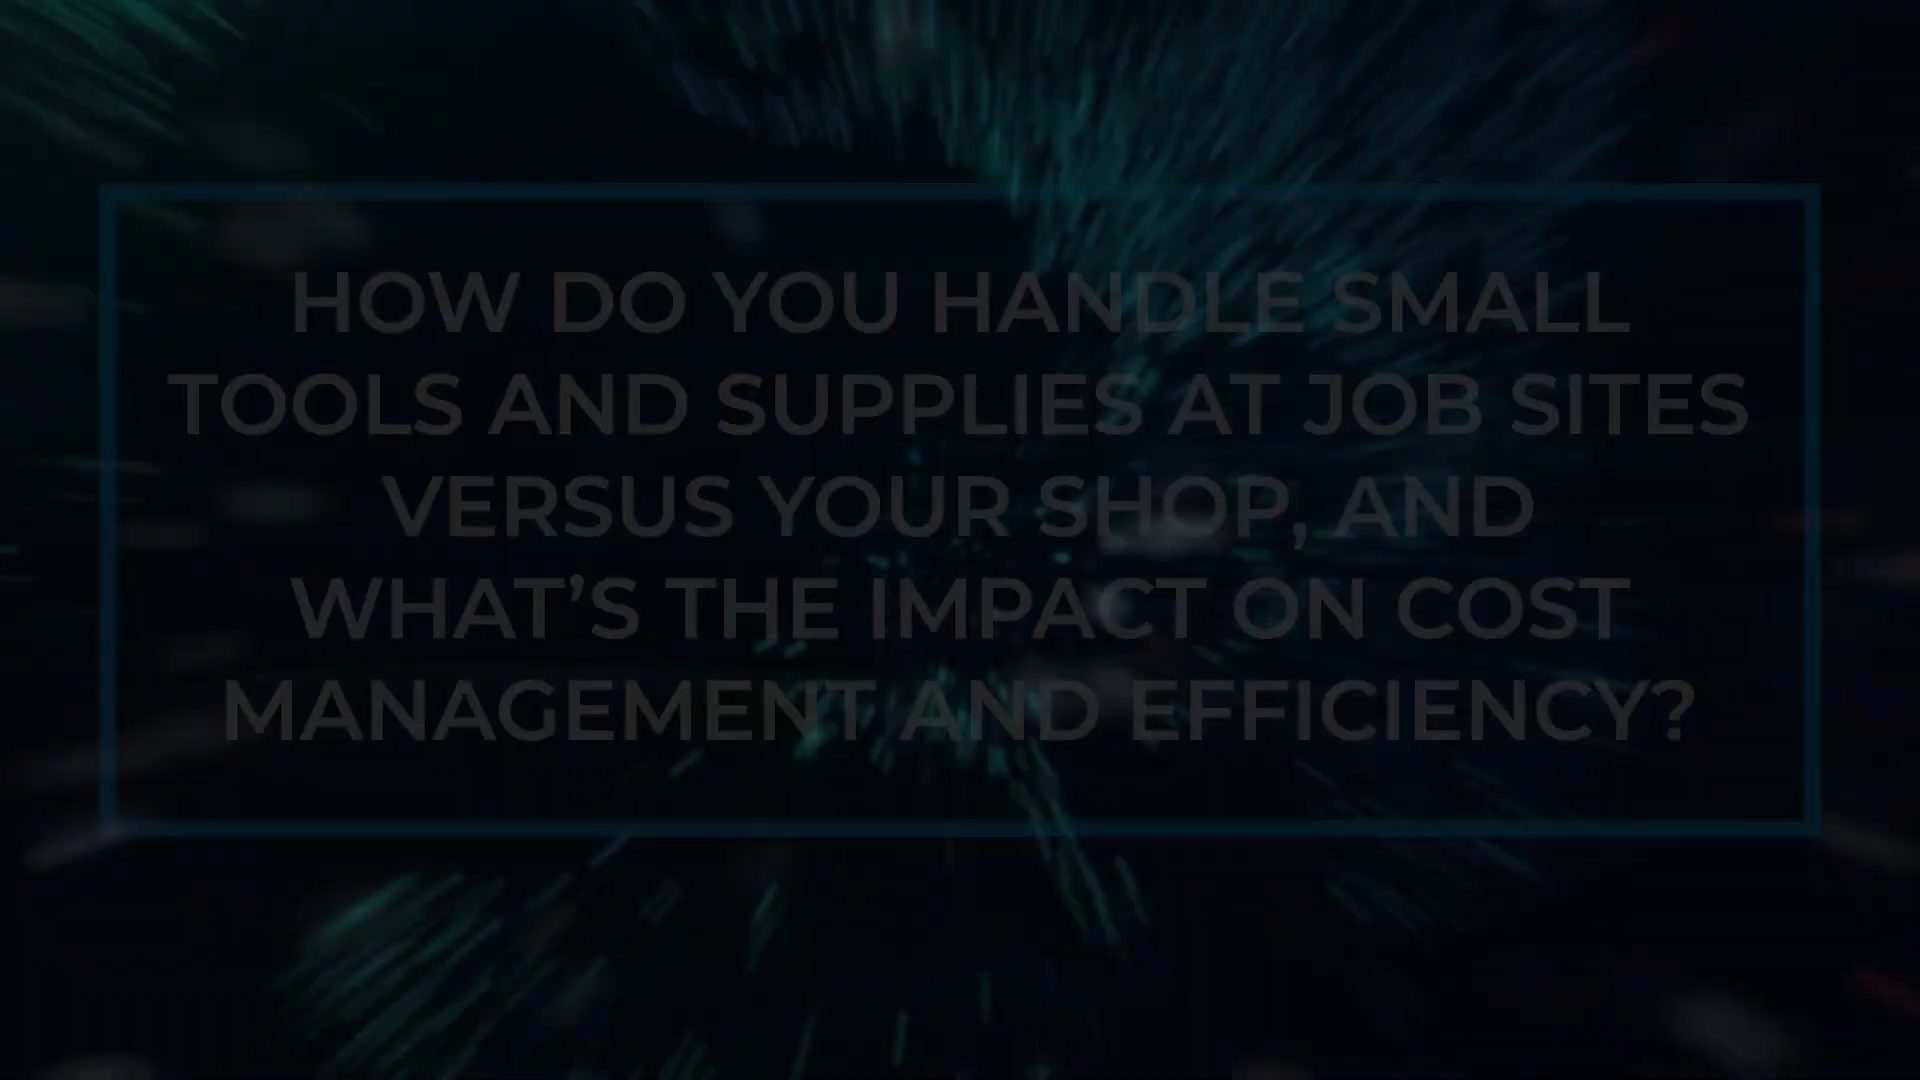 HOW DO YOU HANDLE SMALL
TOOLS AND SUPPLIES AT JOB SITES
VERSUS YOUR SHOP, AND
WHAT’S THE IMPACT ON COST
MANAGEMENT AND EFFICIENCY?